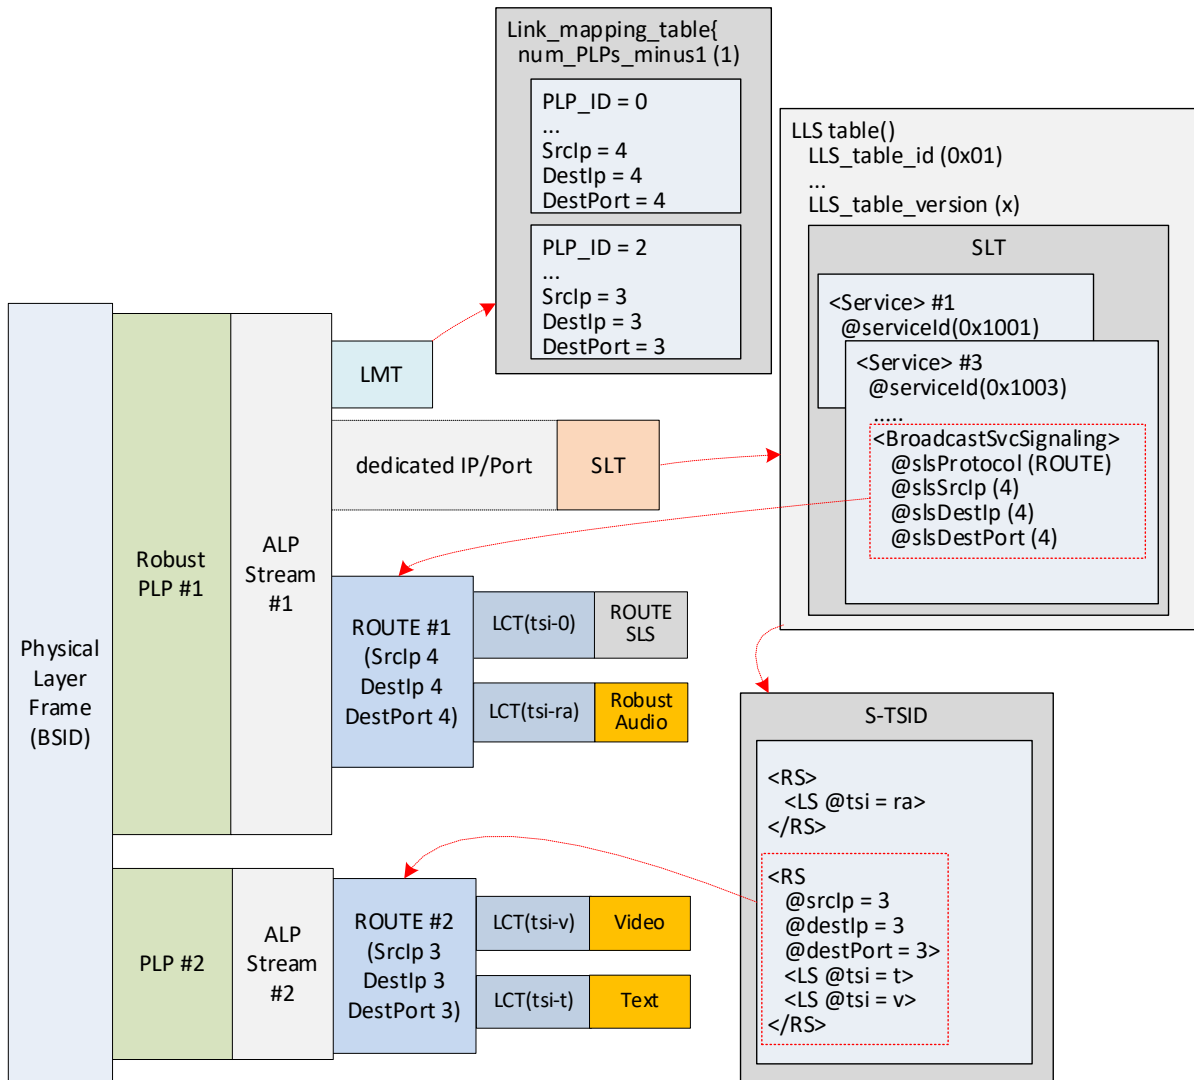 Link_mapping_table{
num_PLPs_minus1 (1)
PLP_ID = 0
...
SrcIp = 4
DestIp = 4
DestPort = 4
PLP_ID = 2
...
SrcIp = 3
DestIp = 3
DestPort = 3
LLS table()
LLS_table_id (0x01)
...
LLS_table_version (x)
SLT
<Service> #1
@serviceId(0x1001)
<Service> #3
@serviceId(0x1003)
.....
<BroadcastSvcSignaling>
@slsProtocol (ROUTE)
@slsSrcIp (4)
@slsDestIp (4)
@slsDestPort (4)
Physical
Layer
Frame
(BSID)
Robust
PLP #1
ALP
Stream
#1
LMT
dedicated IP/Port
SLT
ROUTE #1
(SrcIp 4
DestIp 4
DestPort 4)
LCT(tsi-0)
ROUTE
SLS
LCT(tsi-ra)
Robust
Audio
PLP #2
ALP
Stream
#2
ROUTE #2
(SrcIp 3
DestIp 3
DestPort 3)
LCT(tsi-v)
Video
LCT(tsi-t)
Text
S-TSID
<RS>
<LS @tsi = ra>
</RS>
<RS
@srcIp = 3
@destIp = 3
@destPort = 3>
<LS @tsi = t>
<LS @tsi = v>
</RS>